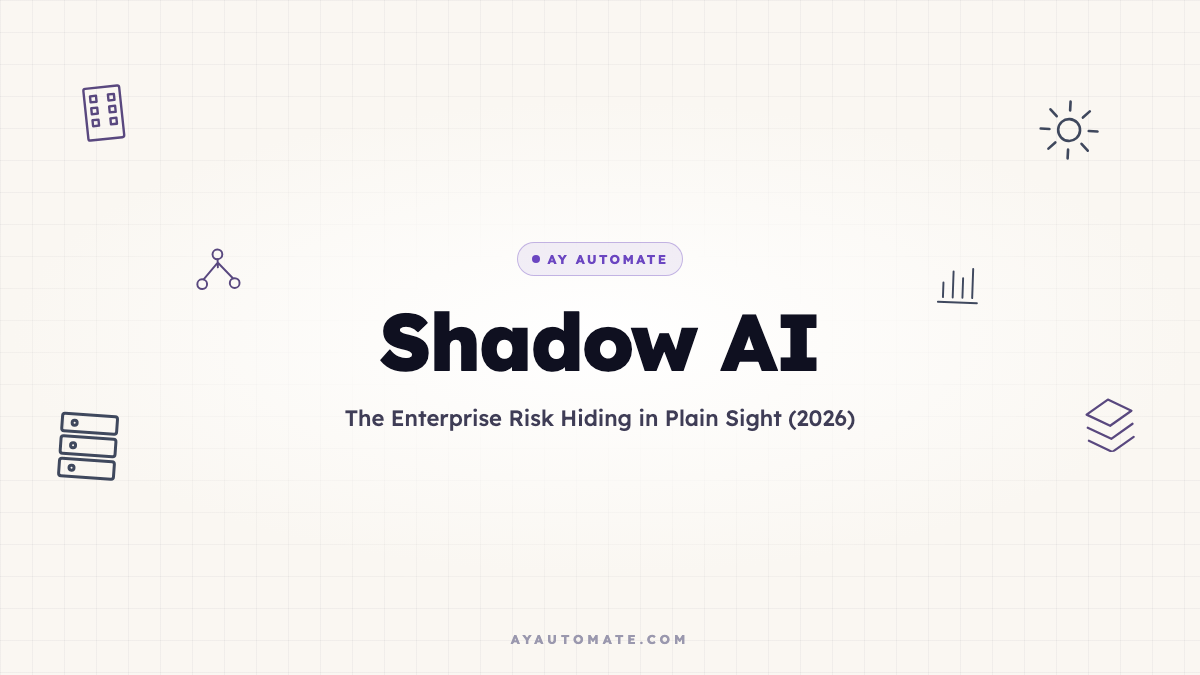 AY AUTOMATE
Shadow AI
The Enterprise Risk Hiding in Plain Sight (2026)
AYAUTOMATE.COM